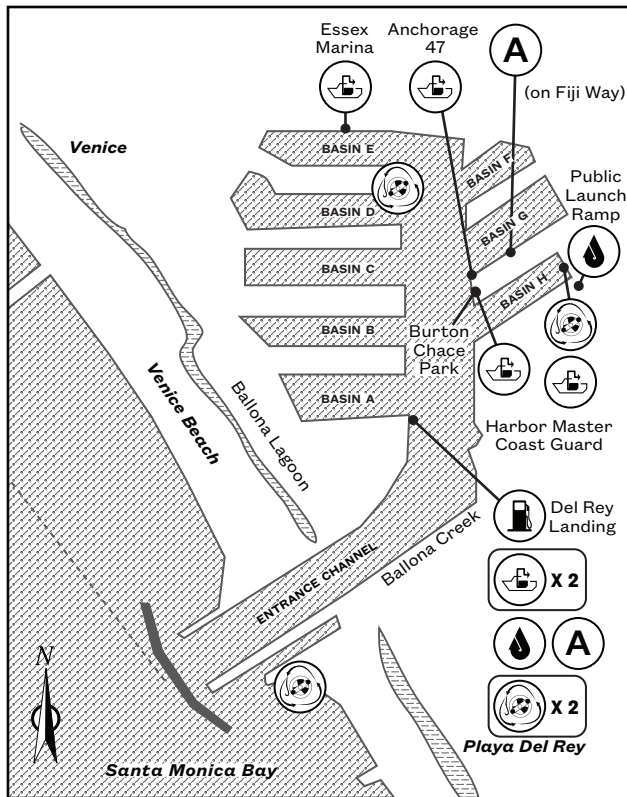 Essex
Marina
Anchorage
47
A
(on Fiji Way)
Venice
BASIN E
BASIN F
Public
Launch
Ramp
BASIN D
BASIN G
BASIN C
BASIN H
BASIN B
Burton
Chace
Park
Venice Beach
Ballona Lagoon
BASIN A
Harbor Master
Coast Guard
Del Rey
Landing
Ballona Creek
ENTRANCE CHANNEL
X 2
A
X 2
N
Playa Del Rey
Santa Monica Bay